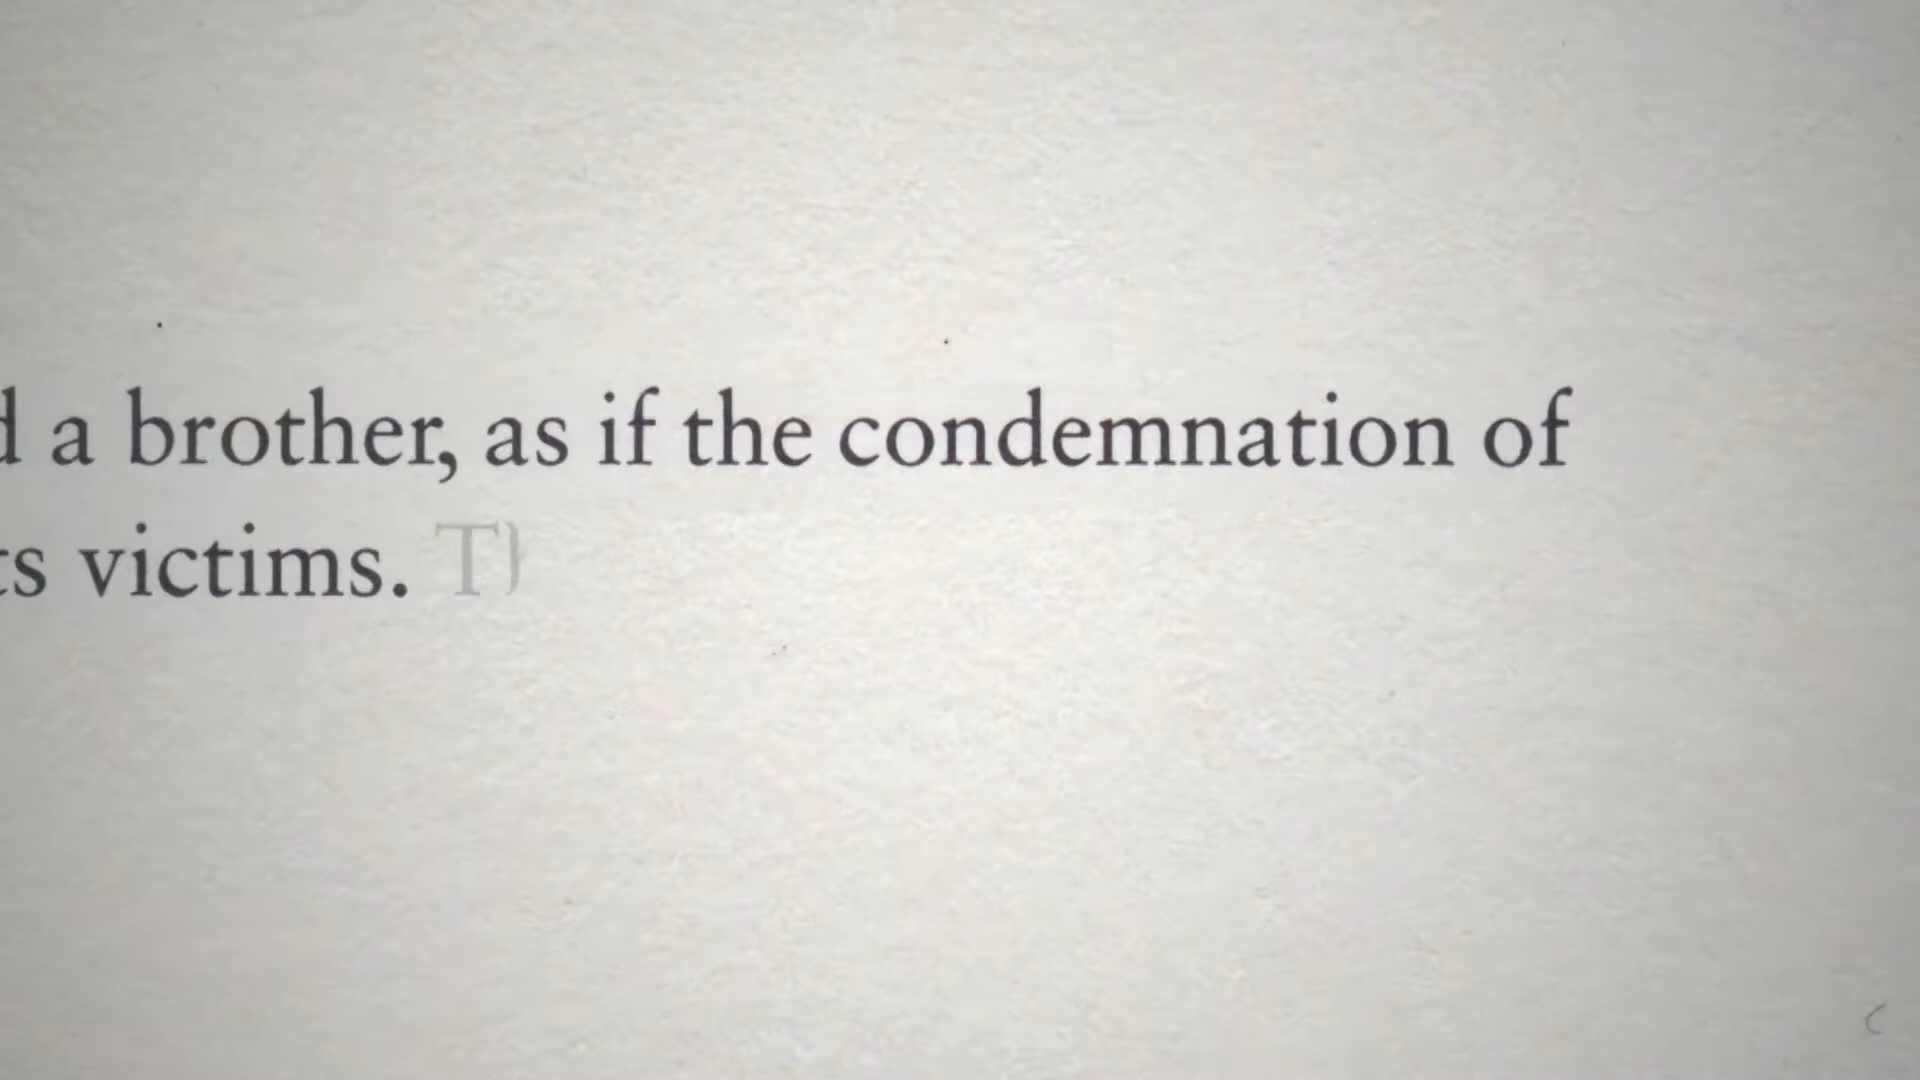 a brother, as if the condemnation of
victims.